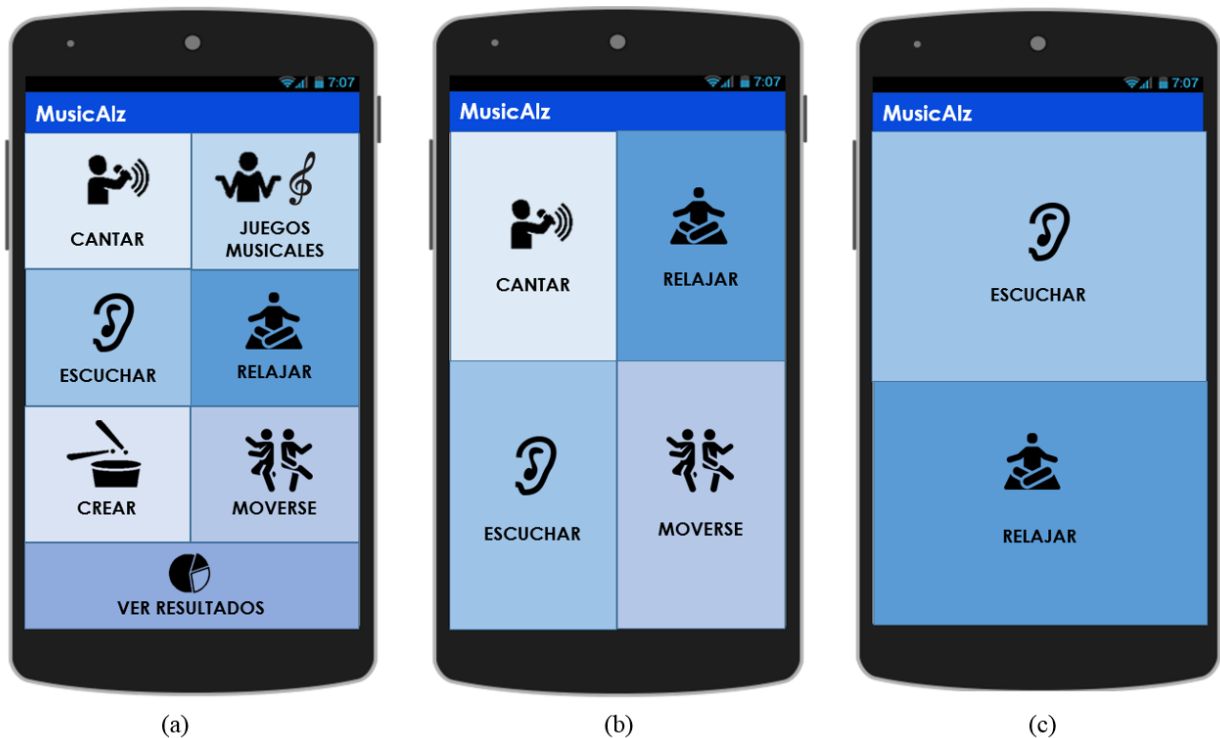 7:07
MusicAlz
CANTAR
JUEGOS
MUSICALES
ESCUCHAR
RELAJAR
CREAR
MOVERSE
VER RESULTADOS
(a)
7:07
MusicAlz
CANTAR
RELAJAR
ESCUCHAR
MOVERSE
(b)
7:07
MusicAlz
ESCUCHAR
RELAJAR
(c)